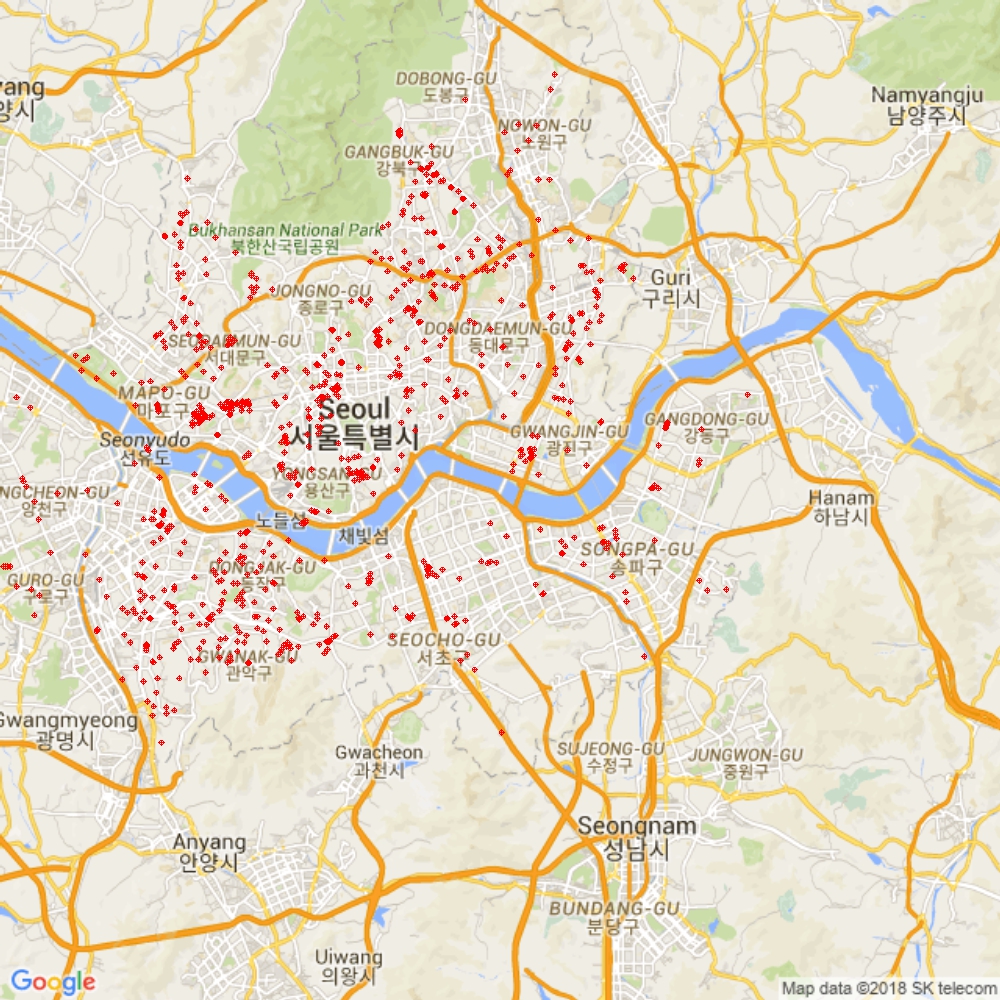 DOBONG-GU
도봉구
yang
양시
Namyangju
남양주시
NOWON-GU
노원구
GANGBUK-GU
강북구
Bukhansan National Park
북한산국립공원
Guri
구리시
JONGNO-GU
종로구
DONGDAEMUN-GU
동대문구
SEODAEMUN-GU
서대문구
MAPO-GU
마포구
Seoul
서울특별시
GANGDONG-GU
강동구
GWANGJIN-GU
광진구
Seonyudo
선유도
YONGSAN-GU
용산구
NGCHEON-GU
양천구
Hanam
하남시
노들섬
채빛섬
SONGPA-GU
송파구
DONGJAK-GU
동작구
GURO-GU
구로구
SEOCHO-GU
서초구
GWANAK-GU
관악구
Gwangmyeong
광명시
Gwacheon
과천시
SUJEONG-GU
수정구
JUNGWON-GU
중원구
Seongnam
성남시
Anyang
안양시
BUNDANG-GU
분당구
Uiwang
의왕시
Google
Map data ©2018 SK telecom